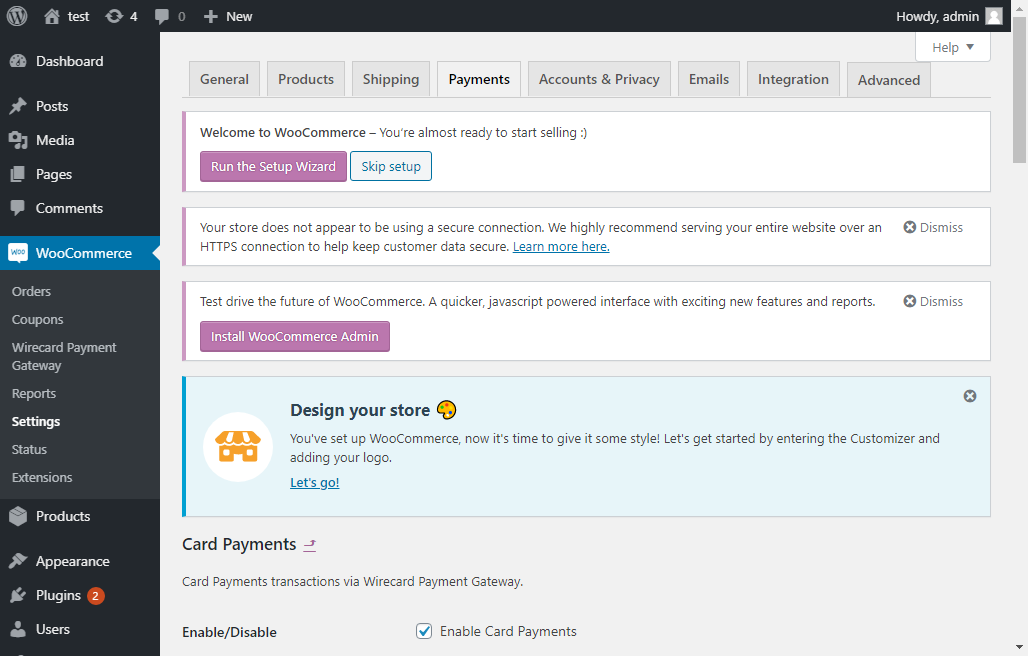 test 4 0 New Howdy, admin
Help
Dashboard
Posts
Media
Pages
Comments
WOO WooCommerce
Orders
Coupons
Wirecard Payment
Gateway
Reports
Settings
Status
Extensions
Products
Appearance
Plugins 2
Users
General Products Shipping Payments Accounts & Privacy Emails Integration Advanced
Welcome to WooCommerce – You're almost ready to start selling :)
Run the Setup Wizard Skip setup
Your store does not appear to be using a secure connection. We highly recommend serving your entire website over an
HTTPS connection to help keep customer data secure. Learn more here.
Dismiss
Test drive the future of WooCommerce. A quicker, javascript powered interface with exciting new features and reports.
Dismiss
Install WooCommerce Admin
Design your store
You've set up WooCommerce, now it's time to give it some style! Let's get started by entering the Customizer and
adding your logo.
Let's go!
Card Payments
Card Payments transactions via Wirecard Payment Gateway.
Enable/Disable Enable Card Payments